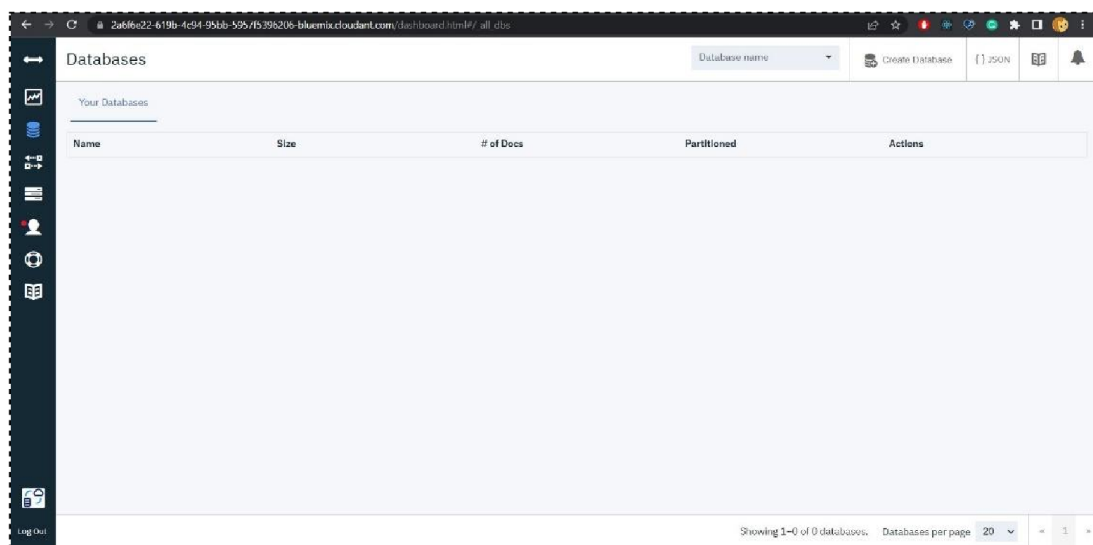 2a6f6e22-619b-4c94-95bb-5957f5396206-bluemix.cloudant.com/dashboard.html#/_all_dbs
Databases
Database name
Create Database
{ } JSON
Your Databases
Name Size # of Docs Partitioned Actions
Log Out
Showing 1–0 of 0 databases. Databases per page 20 « 1 »